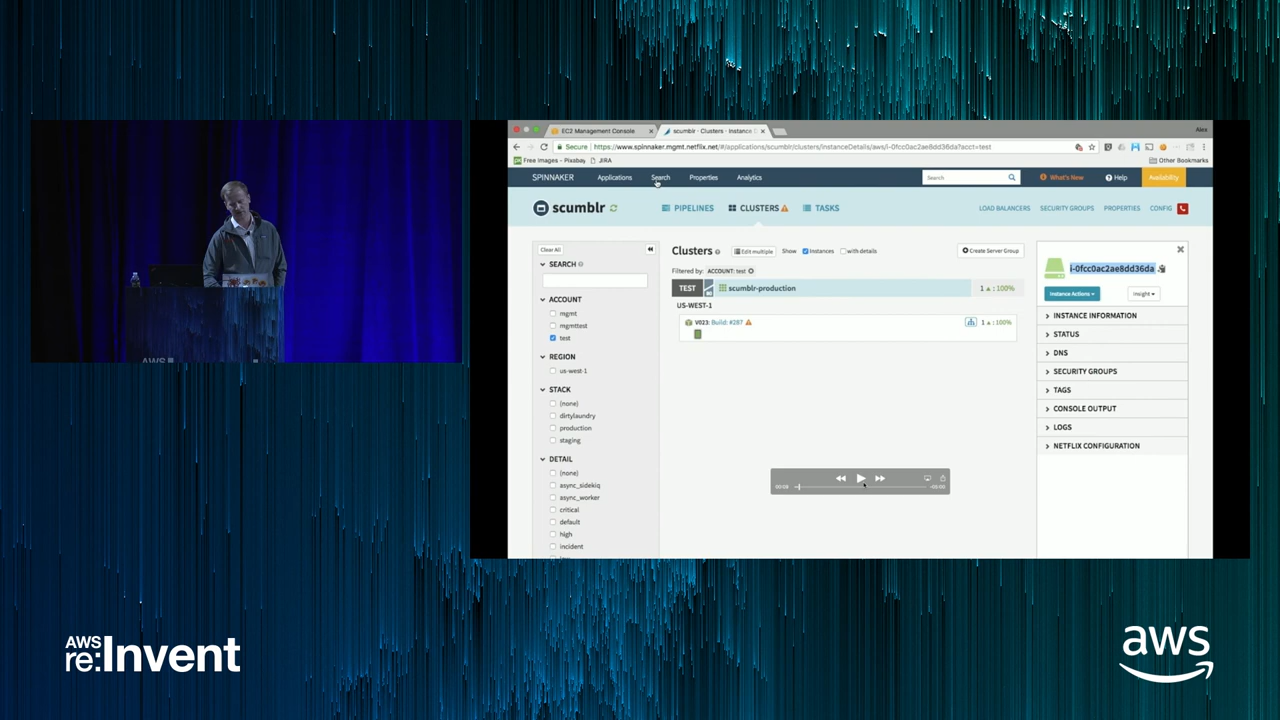 AWS
EC2 Management Console
scumblr · Clusters · Instance D
Alex
Secure
https://www.spinnaker.mgmt.netflix.net/#/applications/scumblr/clusters/instanceDetails/aws/i-0fcc0ac2ae8dd36da?acct=test
Free Images - Pixabay
JIRA
Other Bookmarks
SPINNAKER
Applications
Search
Properties
Analytics
Search
What's New
Help
Availability
scumblr
PIPELINES
CLUSTERS
TASKS
LOAD BALANCERS
SECURITY GROUPS
PROPERTIES
CONFIG
Clear All
SEARCH
ACCOUNT
mgmt
mgmttest
test
REGION
us-west-1
STACK
(none)
dirtylaundry
production
staging
DETAIL
(none)
async_sidekiq
async_worker
critical
default
high
incident
Clusters
Edit multiple
Show
Instances
with details
Create Server Group
Filtered by: ACCOUNT: test
TEST
scumblr-production
1 : 100%
US-WEST-1
V023: Build: #287
1 : 100%
i-0fcc0ac2ae8dd36da
Instance Actions
Insight
INSTANCE INFORMATION
STATUS
DNS
SECURITY GROUPS
TAGS
CONSOLE OUTPUT
LOGS
NETFLIX CONFIGURATION
AWS
re:Invent
aws